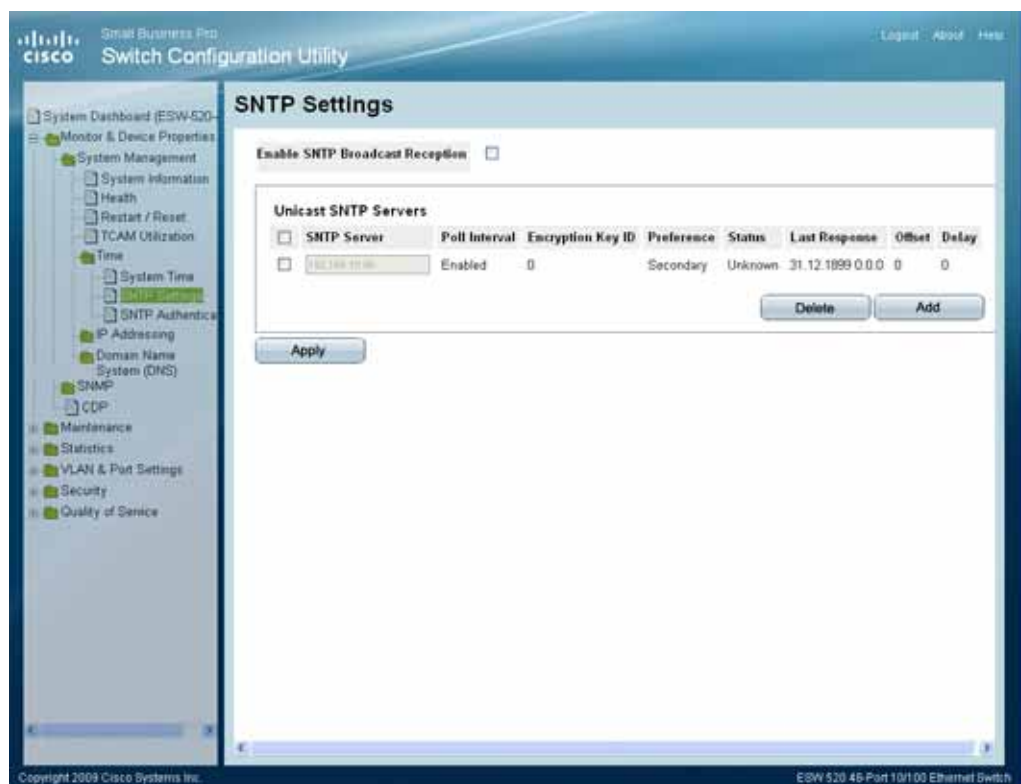 Small Business Pro
cisco Switch Configuration Utility
Logout About Help
System Dashboard (ESW-520-
Monitor & Device Properties
System Management
System Information
Health
Restart / Reset
TCAM Utilization
Time
System Time
SNTP Settings
SNTP Authentica
IP Addressing
Domain Name
System (DNS)
SNMP
CDP
Maintenance
Statistics
VLAN & Port Settings
Security
Quality of Service
SNTP Settings
Enable SNTP Broadcast Reception
Unicast SNTP Servers
SNTP Server Poll Interval Encryption Key ID Preference Status Last Response Offset Delay
Enabled 0 Secondary Unknown 31.12.1899 0.0.0 0 0
Delete Add
Apply
Copyright 2009 Cisco Systems Inc.
ESW 520 48-Port 10/100 Ethernet Switch